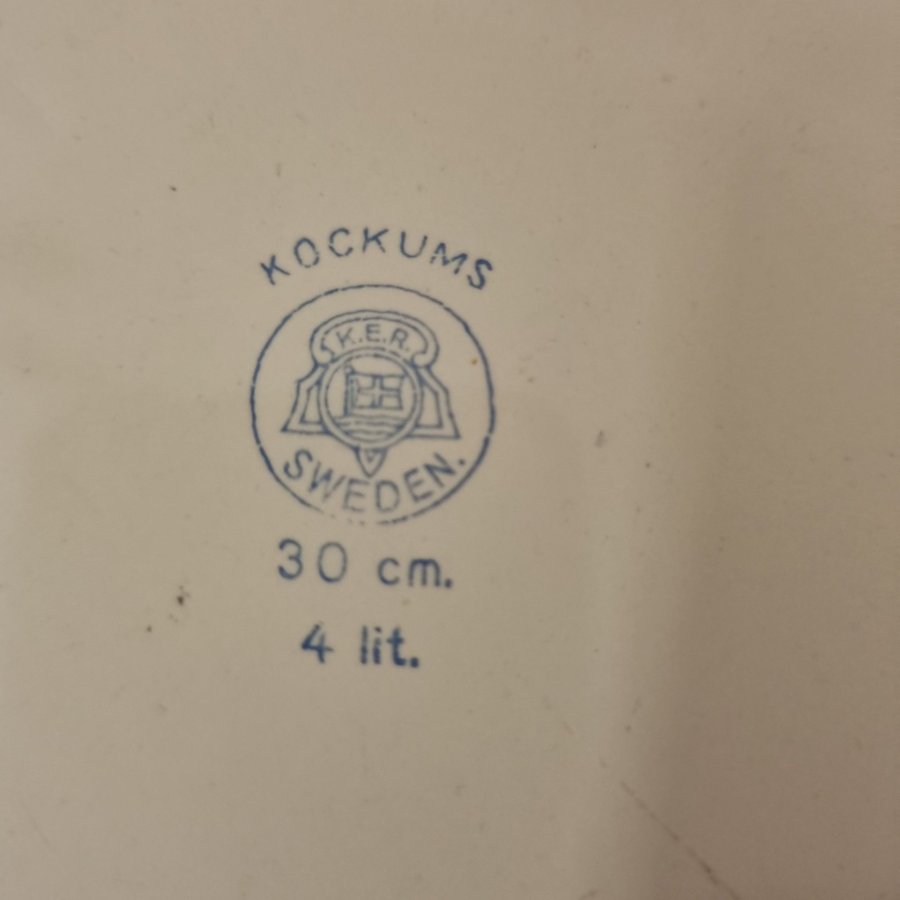 KOCKUMS
K.E.R.
SWEDEN.
30 cm.
4 lit.